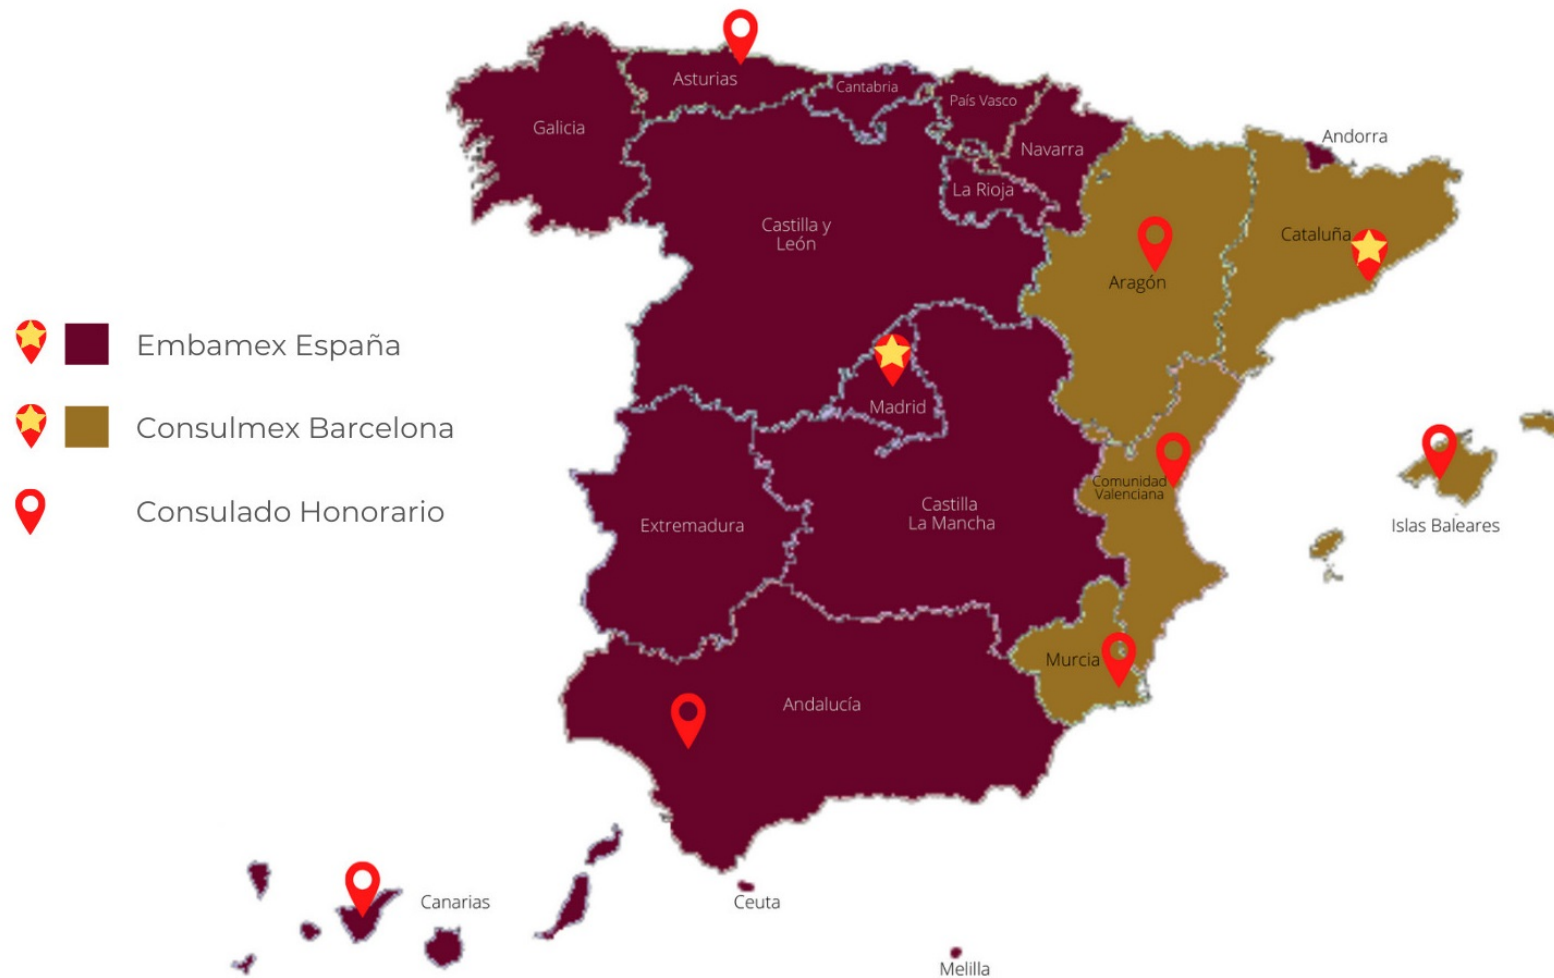 Asturias
Cantabria
País Vasco
Galicia
Navarra
Andorra
La Rioja
Castilla y
León
Cataluña
Aragón
Embamex España
Madrid
Consulmex Barcelona
Comunidad
Valenciana
Castilla
La Mancha
Extremadura
Islas Baleares
Consulado Honorario
Murcia
Andalucía
Canarias
Ceuta
Melilla